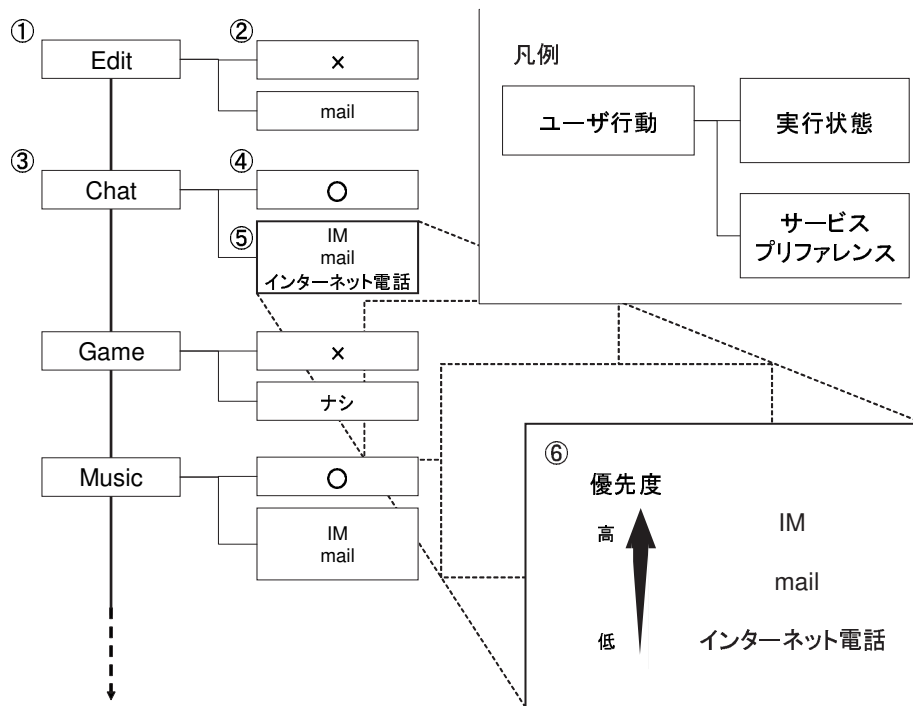 ①
Edit
②
×
mail
③
Chat
④
○
⑤
IM
mail
インターネット電話
Game
×
ナシ
Music
○
IM
mail
凡例
ユーザ行動
実行状態
サービス
プリファレンス
⑥
優先度
高
低
IM
mail
インターネット電話